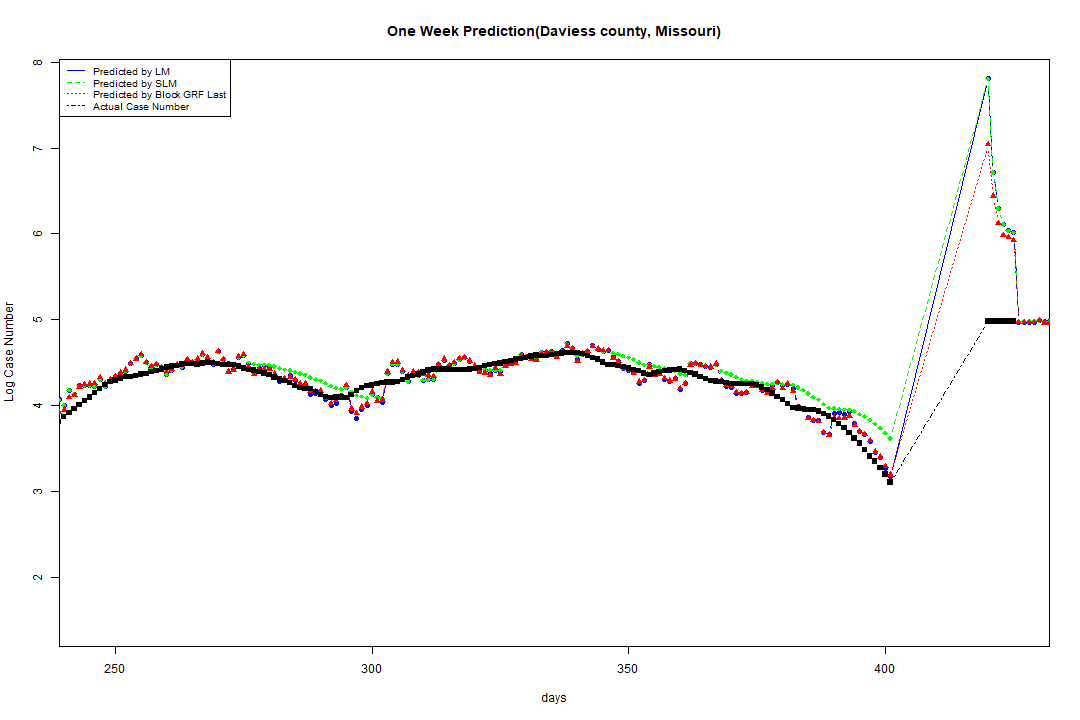 One Week Prediction(Daviess county, Missouri)
Predicted by LM
Predicted by SLM
Predicted by Block GRF Last
Actual Case Number
8
7
6
5
4
3
2
Log Case Number
250 300 350 400
days